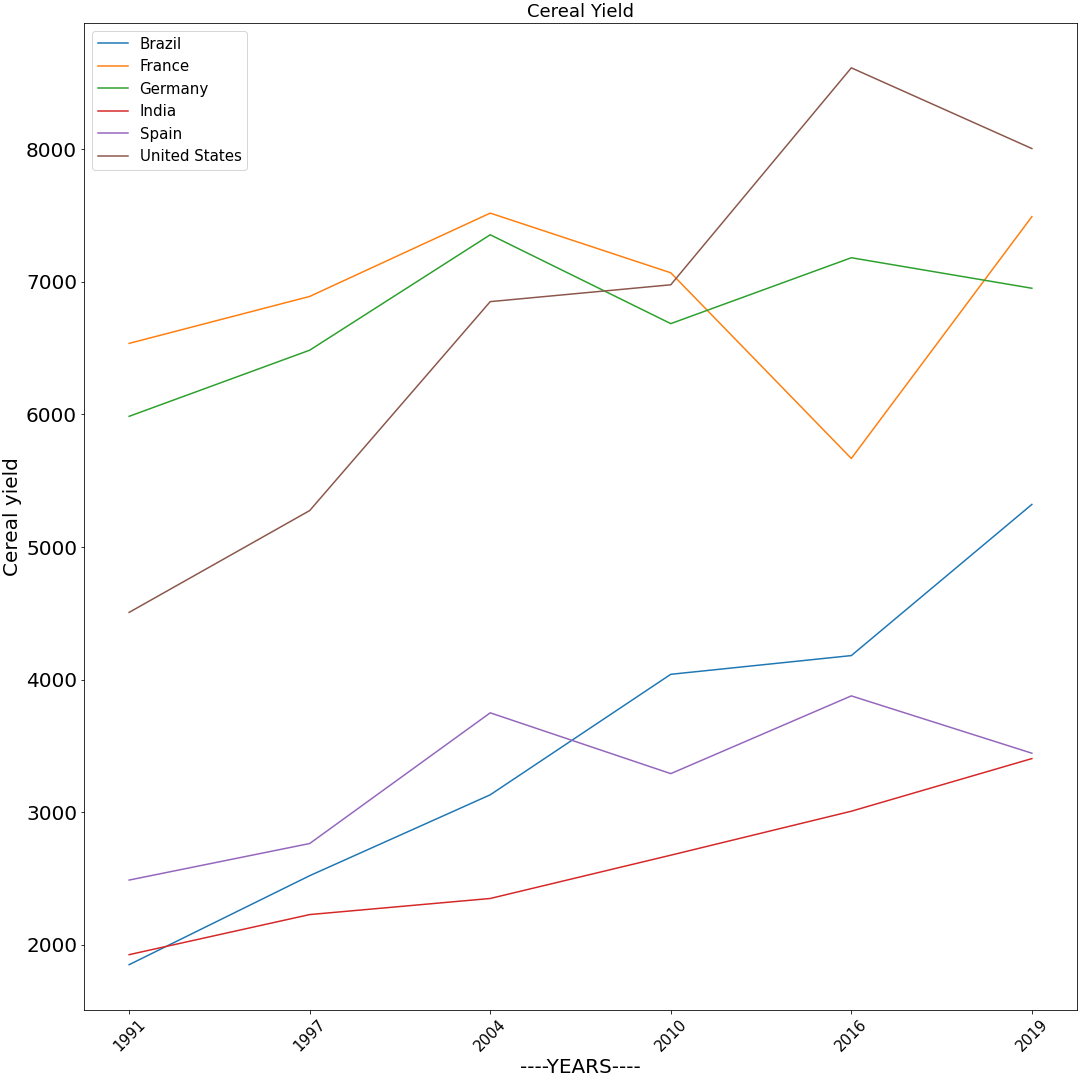 Cereal Yield
Brazil
France
Germany
India
Spain
United States
8000
7000
6000
5000
4000
3000
2000
Cereal yield
1991
1997
2004
2010
2016
2019
----YEARS----